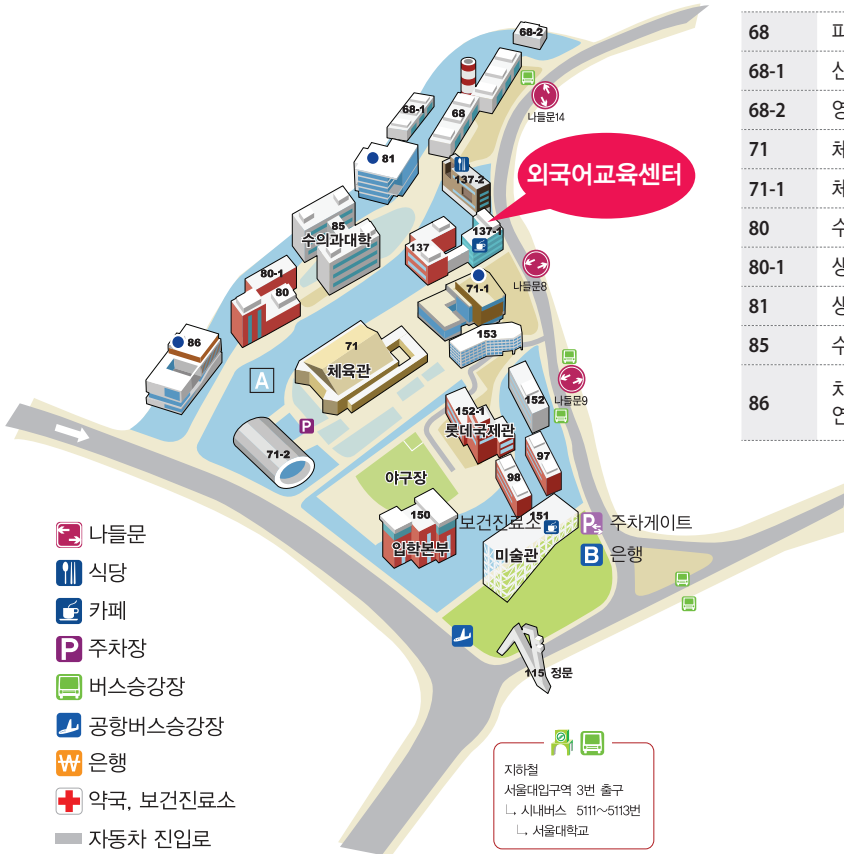 68-2
68-1
68
나들문14
81
137-2
외국어교육센터
85
수의과대학
137
137-1
80-1
80
71-1
나들문8
86
71
체육관
153
A
P
71-2
152
나들문9
152-1
롯데국제관
97
98
야구장
150
입학본부
151
보건진료소
미술관
P 주차게이트
B 은행
115 정문
68
68-1
68-2
71
71-1
80
80-1
81
85
86
나들문
식당
카페
P 주차장
버스승강장
공항버스승강장
₩ 은행
약국, 보건진료소
자동차 진입로
지하철
서울대입구역 3번 출구
ㄴ 시내버스 5111~5113번
ㄴ 서울대학교